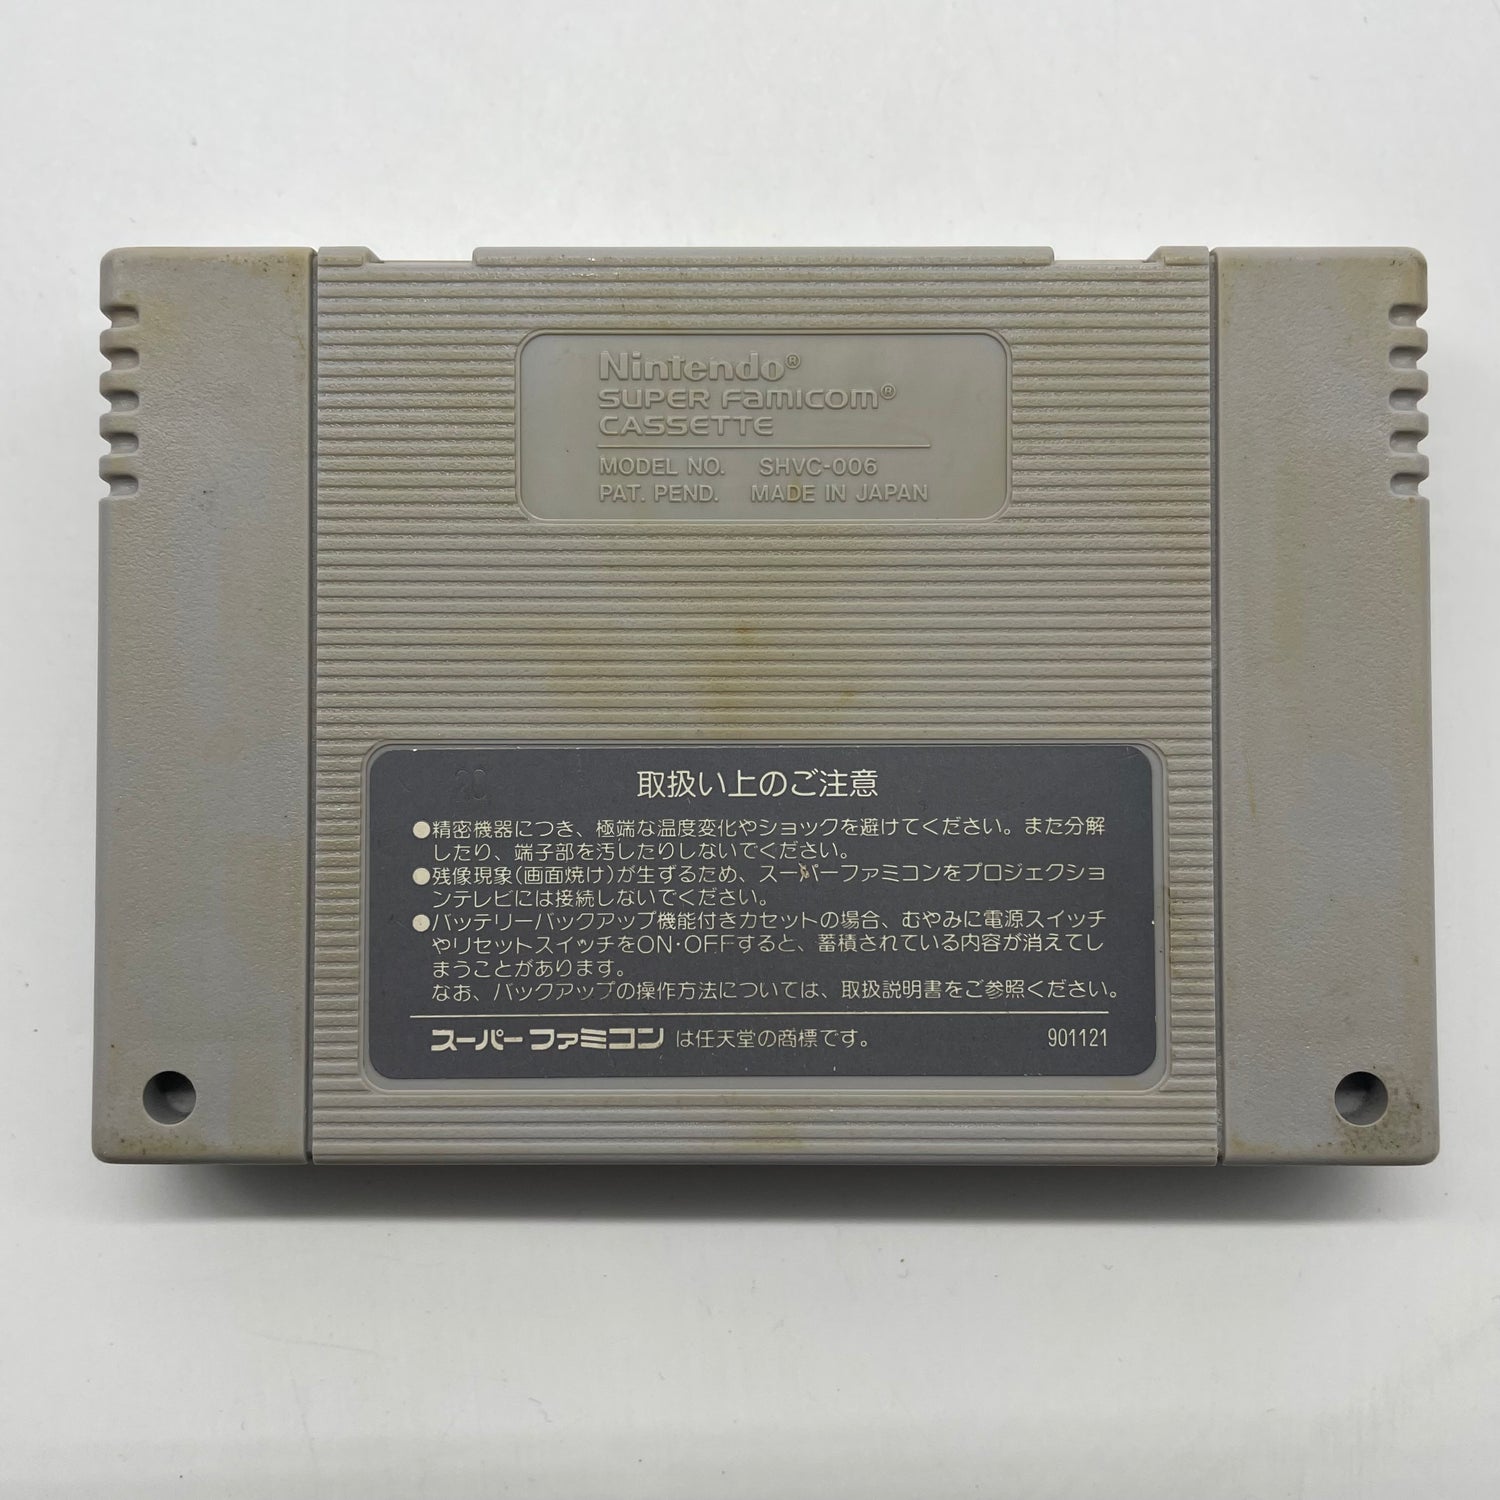 Nintendo®
SUPER FAMICOM®
CASSETTE
MODEL NO. SHVC-006
PAT. PEND. MADE IN JAPAN
20
取扱い上のご注意
●精密機器につき、極端な温度変化やショックを避けてください。また分解
したり、端子部を汚したりしないでください。
●残像現象(画面焼け)が生ずるため、スーパーファミコンをプロジェクショ
ンテレビには接続しないでください。
●バッテリーバックアップ機能付きカセットの場合、むやみに電源スイッチ
やリセットスイッチをON・OFFすると、蓄積されている内容が消えてし
まうことがあります。
なお、バックアップの操作方法については、取扱説明書をご参照ください。
スーパーファミコン は任天堂の商標です。 901121